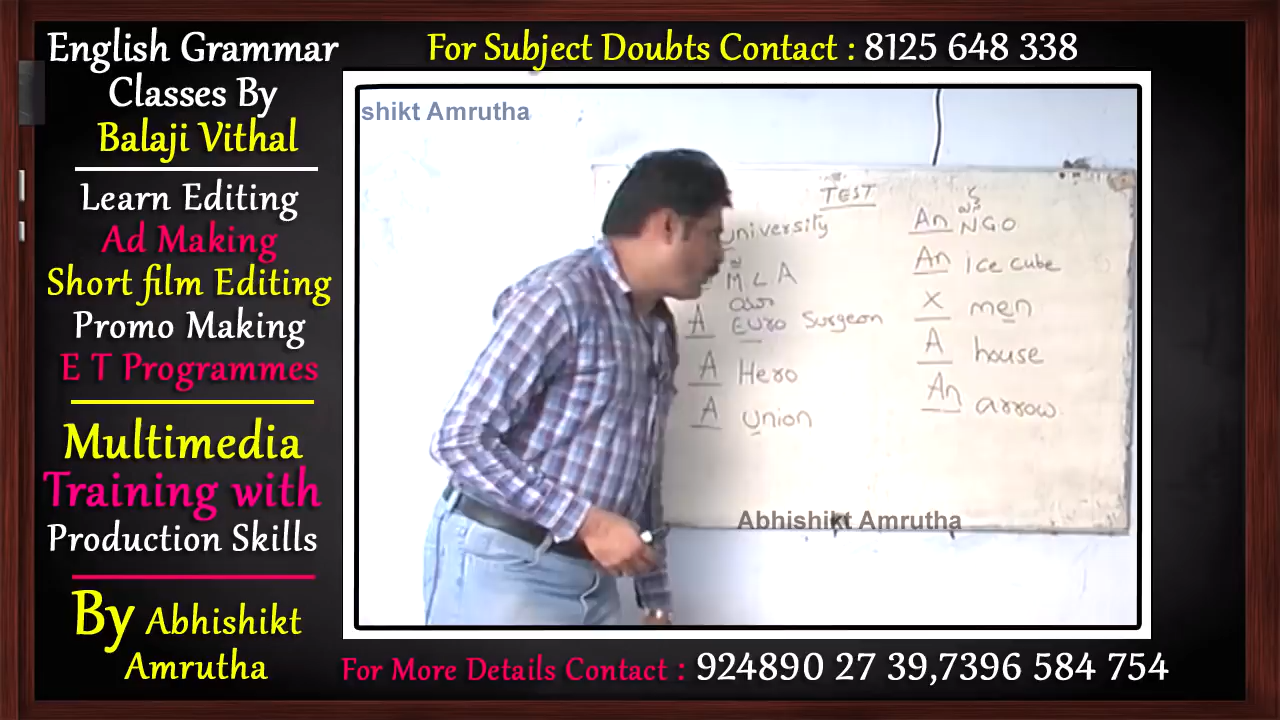 English Grammar
Classes By
Balaji Vithal
Learn Editing
Ad Making
Short film Editing
Promo Making
E T Programmes
Multimedia
Training with
Production Skills
By Abhishikt
Amrutha
For Subject Doubts Contact : 8125 648 338
shikt Amrutha
TEST
University
M L A
A Euro Surgeon
A Hero
A Union
An NGO
An ice cube
X men
A house
An arrow.
Abhishikt Amrutha
For More Details Contact : 924890 27 39,7396 584 754